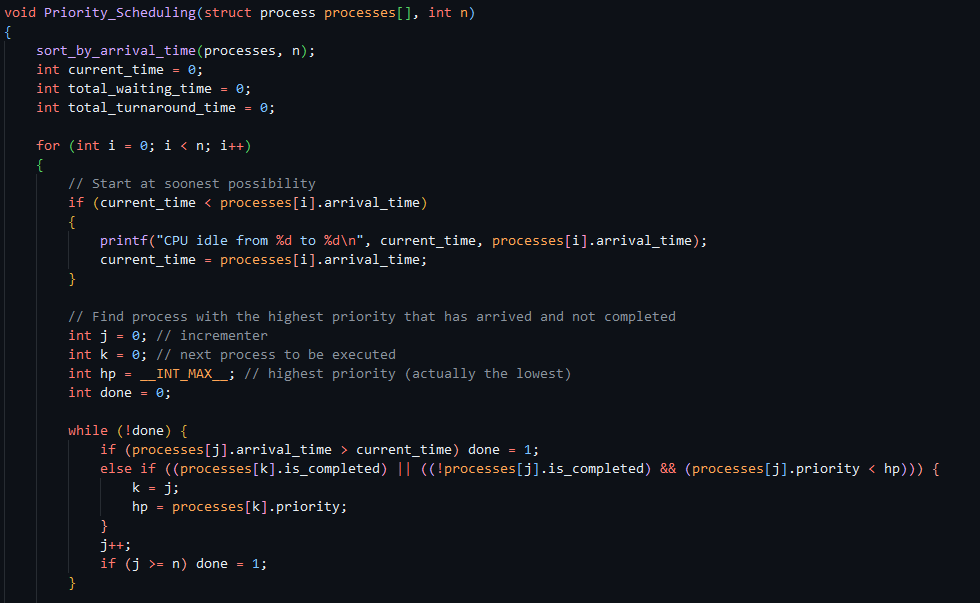 void Priority_Scheduling(struct process processes[], int n)
{
    sort_by_arrival_time(processes, n);
    int current_time = 0;
    int total_waiting_time = 0;
    int total_turnaround_time = 0;

    for (int i = 0; i < n; i++)
    {
        // Start at soonest possibility
        if (current_time < processes[i].arrival_time)
        {
            printf("CPU idle from %d to %d\n", current_time, processes[i].arrival_time);
            current_time = processes[i].arrival_time;
        }

        // Find process with the highest priority that has arrived and not completed
        int j = 0; // incrementer
        int k = 0; // next process to be executed
        int hp = __INT_MAX__; // highest priority (actually the lowest)
        int done = 0;

        while (!done) {
            if (processes[j].arrival_time > current_time) done = 1;
            else if ((processes[k].is_completed) || ((!processes[j].is_completed) && (processes[j].priority < hp))) {
                k = j;
                hp = processes[k].priority;
            }
            j++;
            if (j >= n) done = 1;
        }